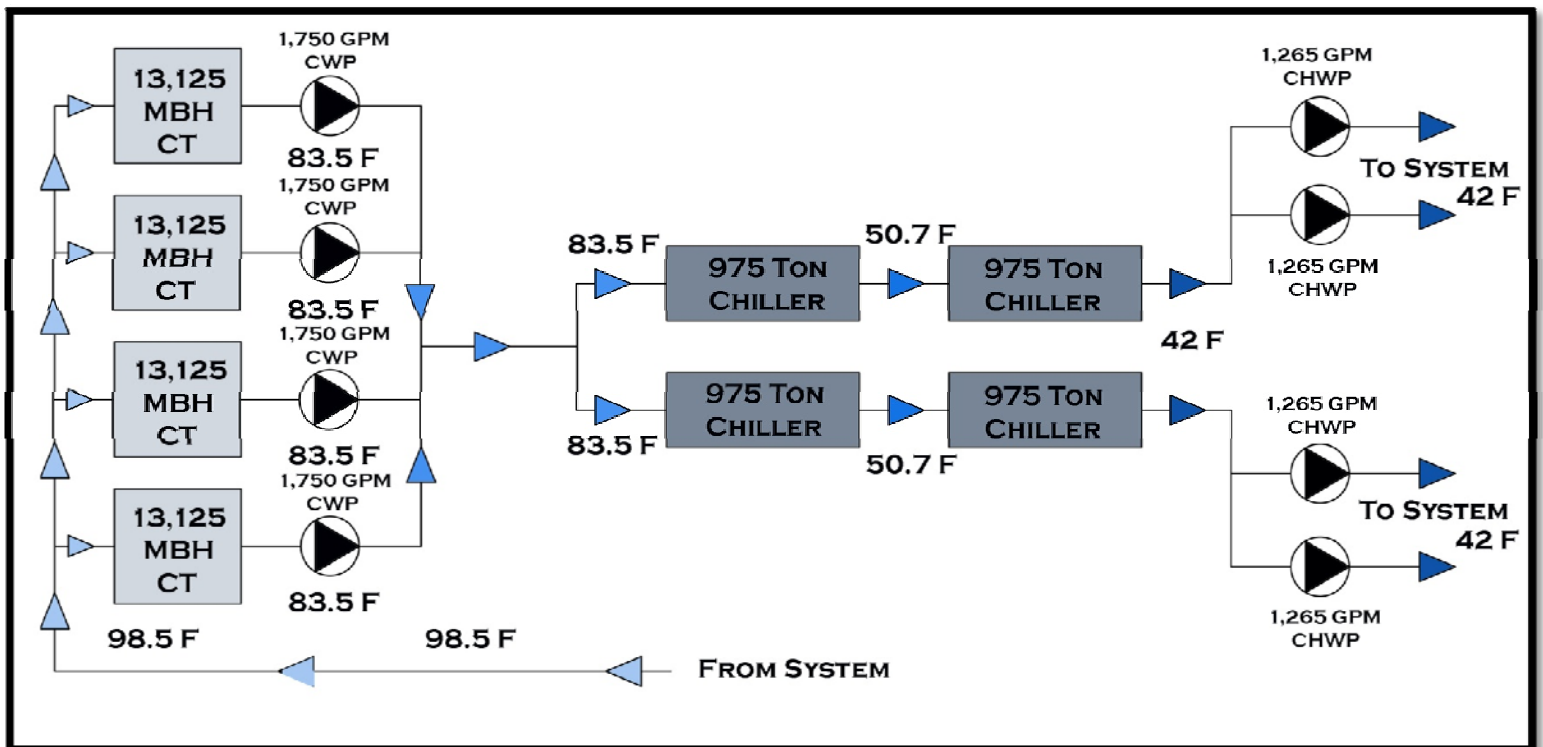 1,750 GPM
CWP
13,125
MBH
CT
83.5 F
1,750 GPM
CWP
13,125
MBH
CT
83.5 F
1,750 GPM
CWP
13,125
MBH
CT
83.5 F
1,750 GPM
CWP
13,125
MBH
CT
83.5 F
98.5 F
98.5 F
FROM SYSTEM
83.5 F
975 TON
CHILLER
50.7 F
975 TON
CHILLER
42 F
83.5 F
975 TON
CHILLER
50.7 F
975 TON
CHILLER
1,265 GPM
CHWP
TO SYSTEM
42 F
1,265 GPM
CHWP
1,265 GPM
CHWP
TO SYSTEM
42 F
1,265 GPM
CHWP